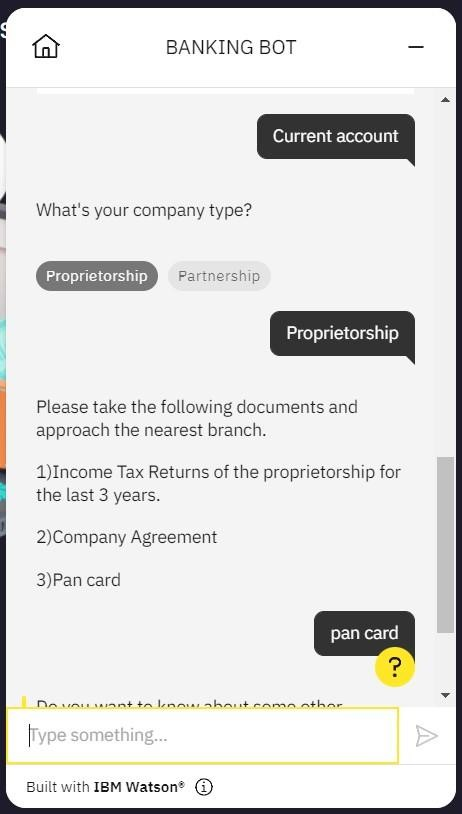 BANKING BOT
Current account
What's your company type?
Proprietorship Partnership
Proprietorship
Please take the following documents and
approach the nearest branch.
1)Income Tax Returns of the proprietorship for
the last 3 years.
2)Company Agreement
3)Pan card
pan card
?
Do you want to know about some other
Type something...
Built with IBM Watson®